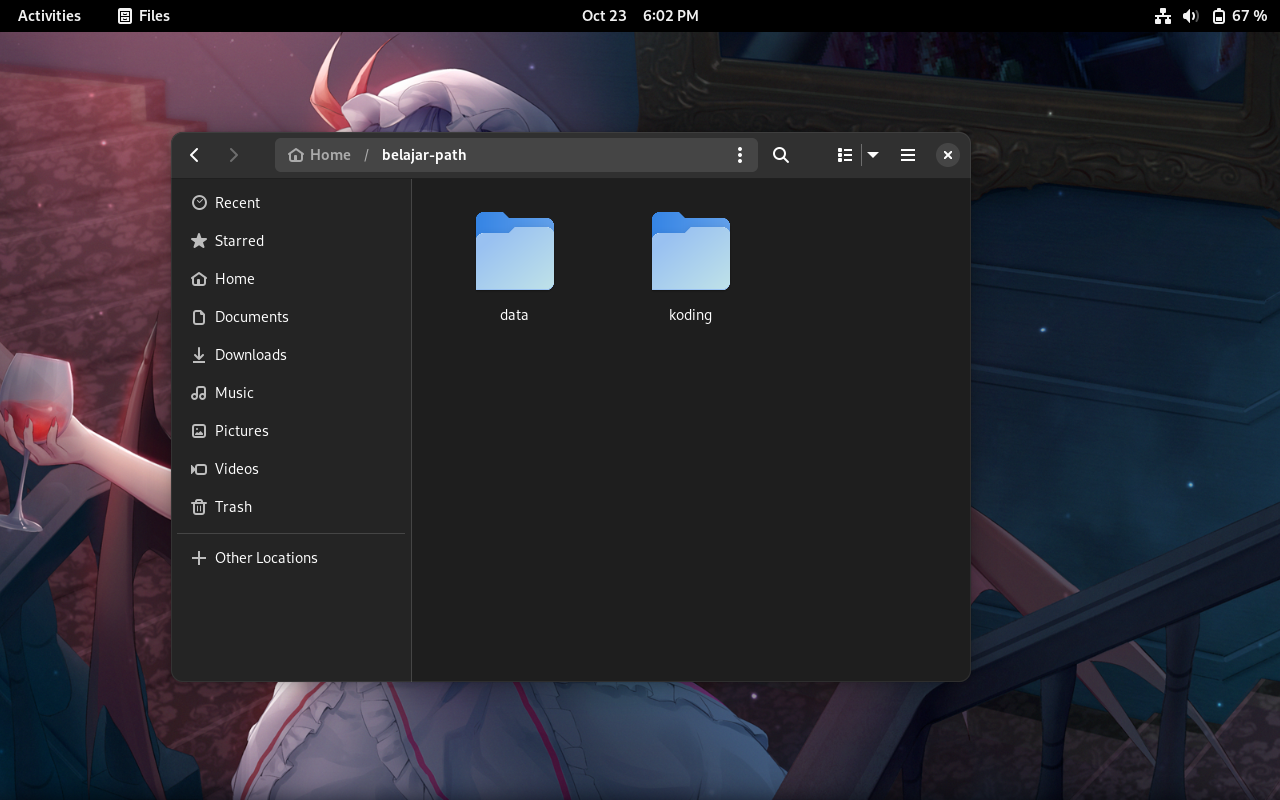 Activities Files Oct 23 6:02 PM 67 %
Home / belajar-path
Recent
Starred
Home
Documents
Downloads
Music
Pictures
Videos
Trash
Other Locations
data koding